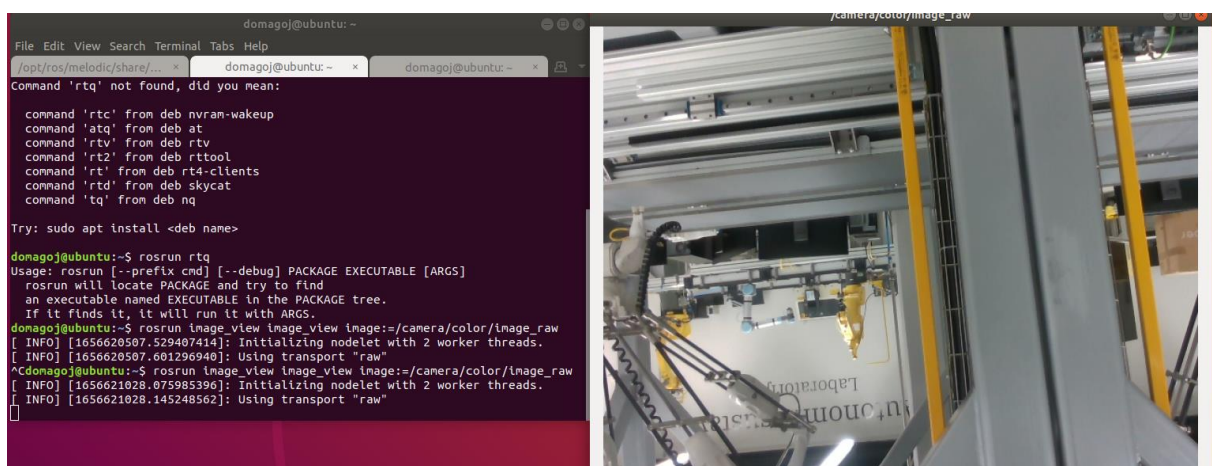 domagoj@ubuntu: ~
File Edit View Search Terminal Tabs Help
/opt/ros/melodic/share/... × domagoj@ubuntu: ~ × domagoj@ubuntu: ~ ×
Command 'rtq' not found, did you mean:
command 'rtc' from deb nvram-wakeup
command 'atq' from deb at
command 'rtv' from deb rtv
command 'rt2' from deb rttool
command 'rt' from deb rt4-clients
command 'rtd' from deb skycat
command 'tq' from deb nq
Try: sudo apt install <deb name>
domagoj@ubuntu:~$ rosrun rtq
Usage: rosrun [--prefix cmd] [--debug] PACKAGE EXECUTABLE [ARGS]
rosrun will locate PACKAGE and try to find
an executable named EXECUTABLE in the PACKAGE tree.
If it finds it, it will run it with ARGS.
domagoj@ubuntu:~$ rosrun image_view image_view image:=/camera/color/image_raw
[ INFO] [1656620507.529407414]: Initializing nodelet with 2 worker threads.
[ INFO] [1656620507.601296940]: Using transport "raw"
^Cdomagoj@ubuntu:~$ rosrun image_view image_view image:=/camera/color/image_raw
[ INFO] [1656621028.075985396]: Initializing nodelet with 2 worker threads.
[ INFO] [1656621028.145248562]: Using transport "raw"
/camera/color/image_raw
Laboratory